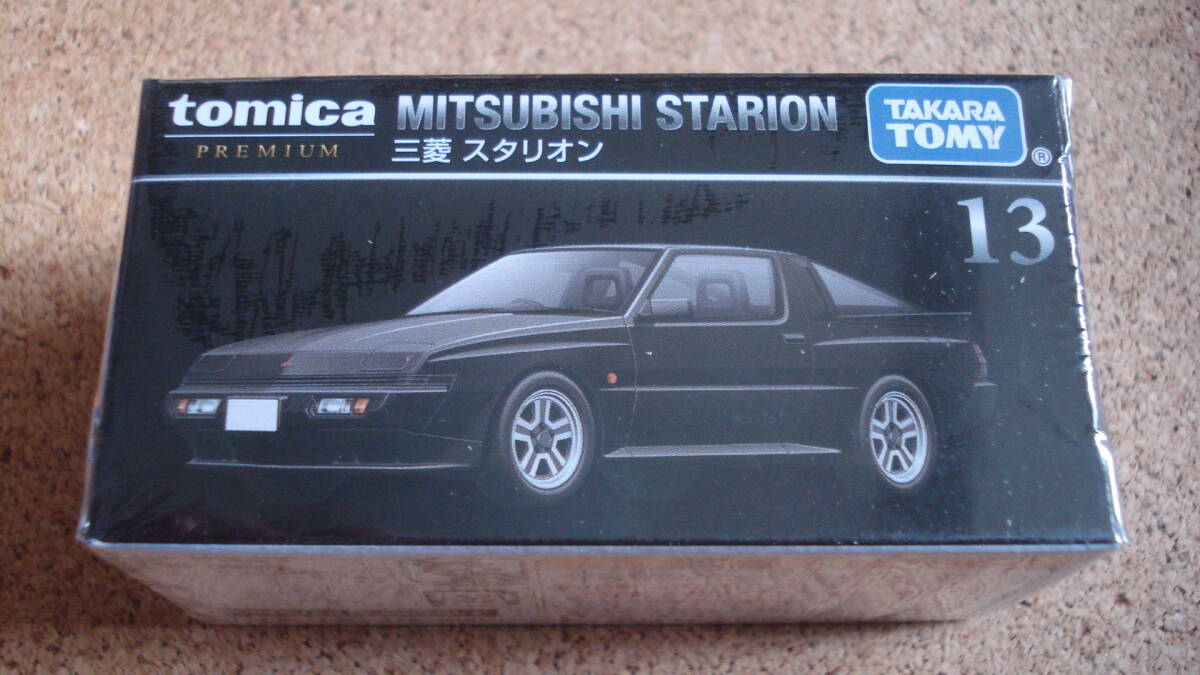 tomica
PREMIUM
MITSUBISHI STARION
三菱 スタリオン
TAKARA
TOMY
®
13